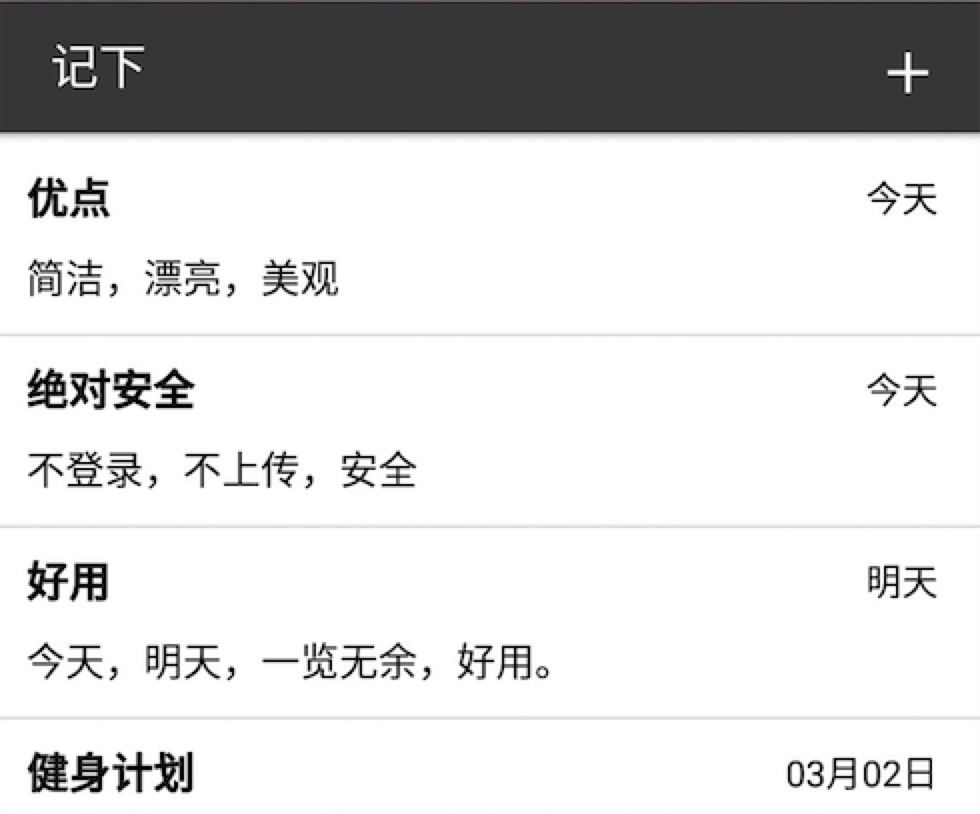 记下 +
优点 今天
简洁，漂亮，美观
绝对安全 今天
不登录，不上传，安全
好用 明天
今天，明天，一览无余，好用。
健身计划 03月02日